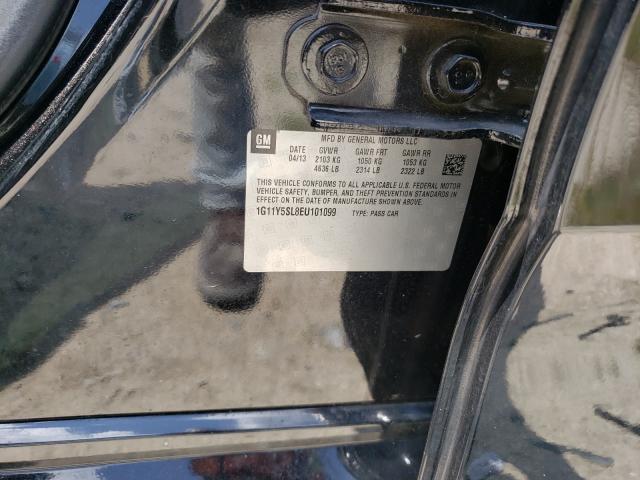 GM
MFD BY GENERAL MOTORS LLC
DATE GVWR GAWR FRT GAWR RR
04/13 2103 KG 1050 KG 1053 KG
4636 LB 2314 LB 2322 LB
THIS VEHICLE CONFORMS TO ALL APPLICABLE U.S. FEDERAL MOTOR
VEHICLE SAFETY, BUMPER, AND THEFT PREVENTION STANDARDS IN
EFFECT ON THE DATE OF MANUFACTURE SHOWN ABOVE.
1G11Y5SL8EU101099 TYPE: PASS CAR